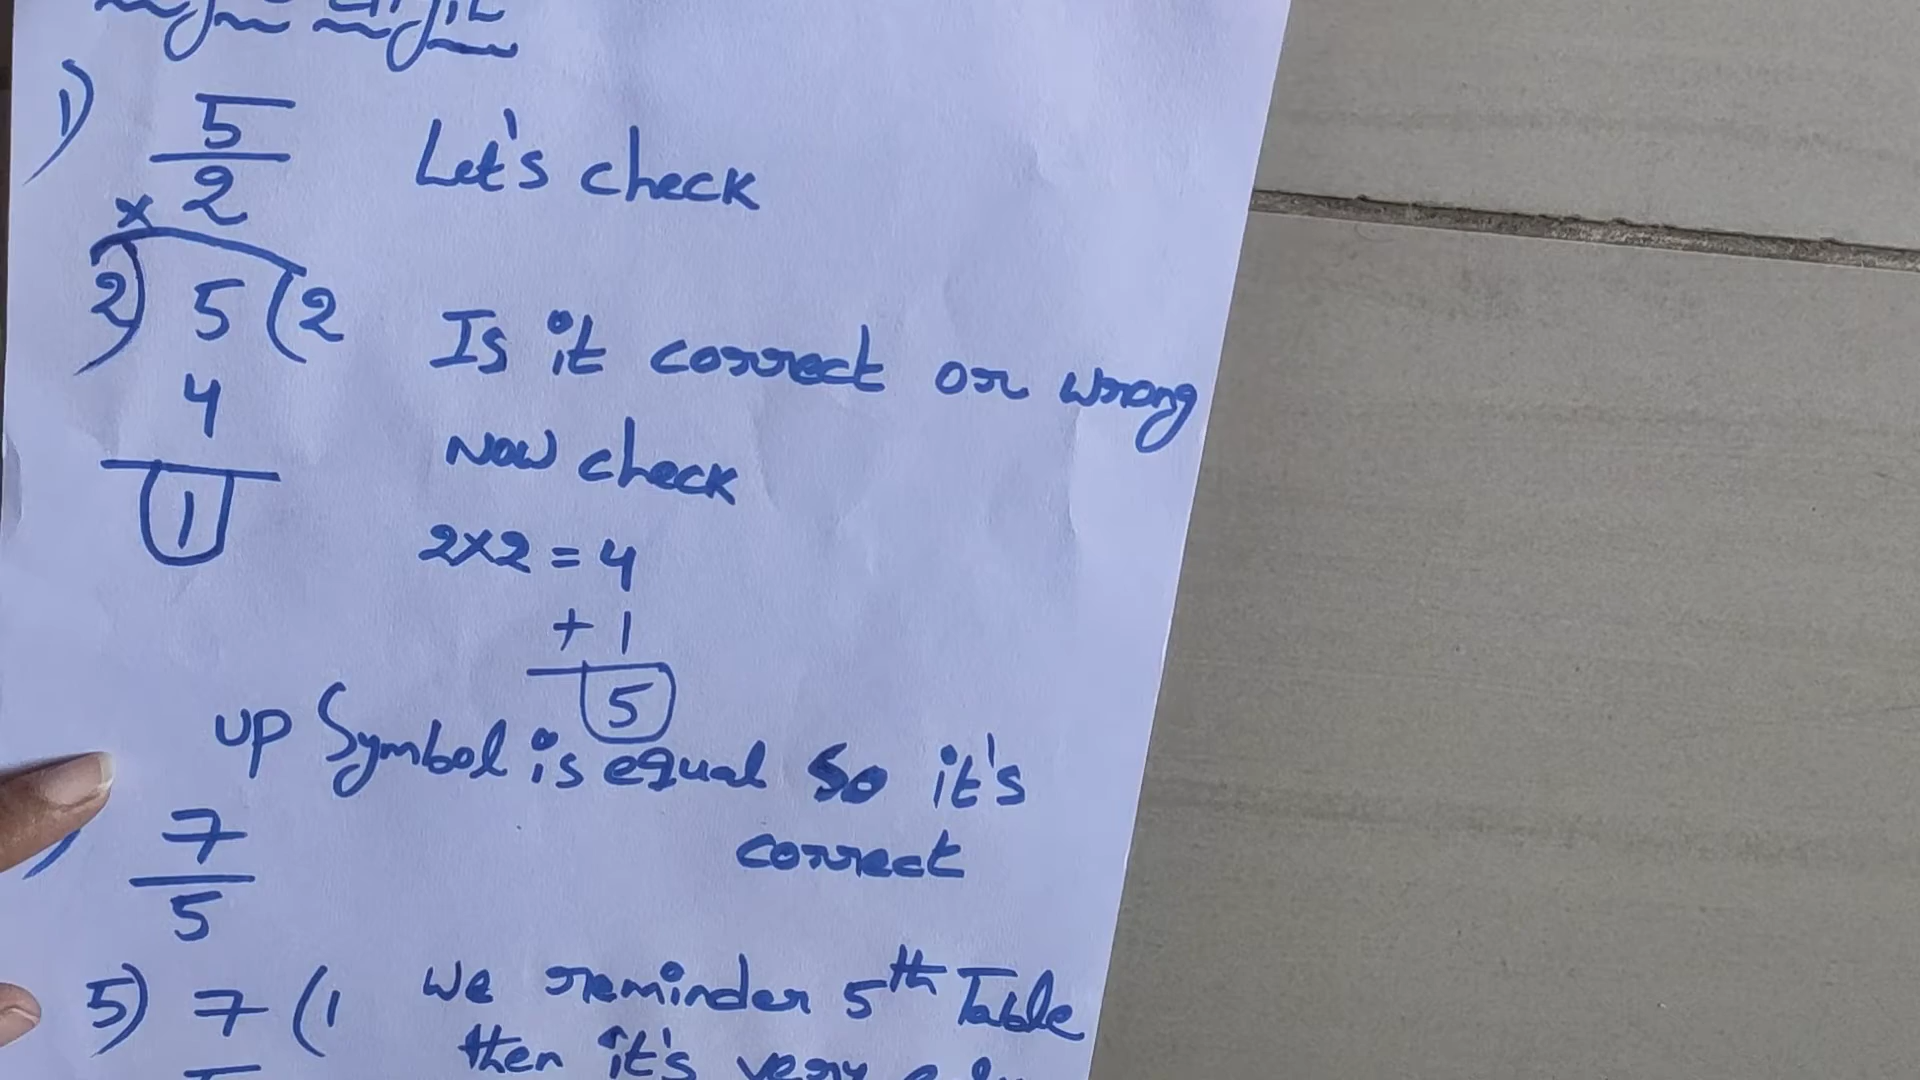 1)
5
2
Let's check
×
2) 5 (2
4
1
Is it correct or wrong
Now check
2×2 = 4
+ 1
5
up Symbol is equal so it's
correct
7
5
5) 7 (1
we reminder 5th Table
then it's very